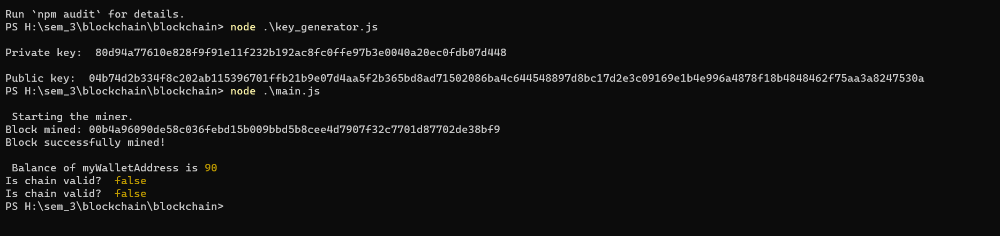 Run `npm audit` for details.
PS H:\sem_3\blockchain\blockchain> node .\key_generator.js
Private key:  80d94a77610e828f9f91e11f232b192ac8fc0ffe97b3e0040a20ec0fdb07d448
Public key:  04b74d2b334f8c202ab115396701ffb21b9e07d4aa5f2b365bd8ad71502086ba4c644548897d8bc17d2e3c09169e1b4e996a4878f18b4848462f75aa3a8247530a
PS H:\sem_3\blockchain\blockchain> node .\main.js
Starting the miner.
Block mined: 00b4a96090de58c036febd15b009bbd5b8cee4d7907f32c7701d87702de38bf9
Block successfully mined!
Balance of myWalletAddress is 90
Is chain valid?  false
Is chain valid?  false
PS H:\sem_3\blockchain\blockchain>